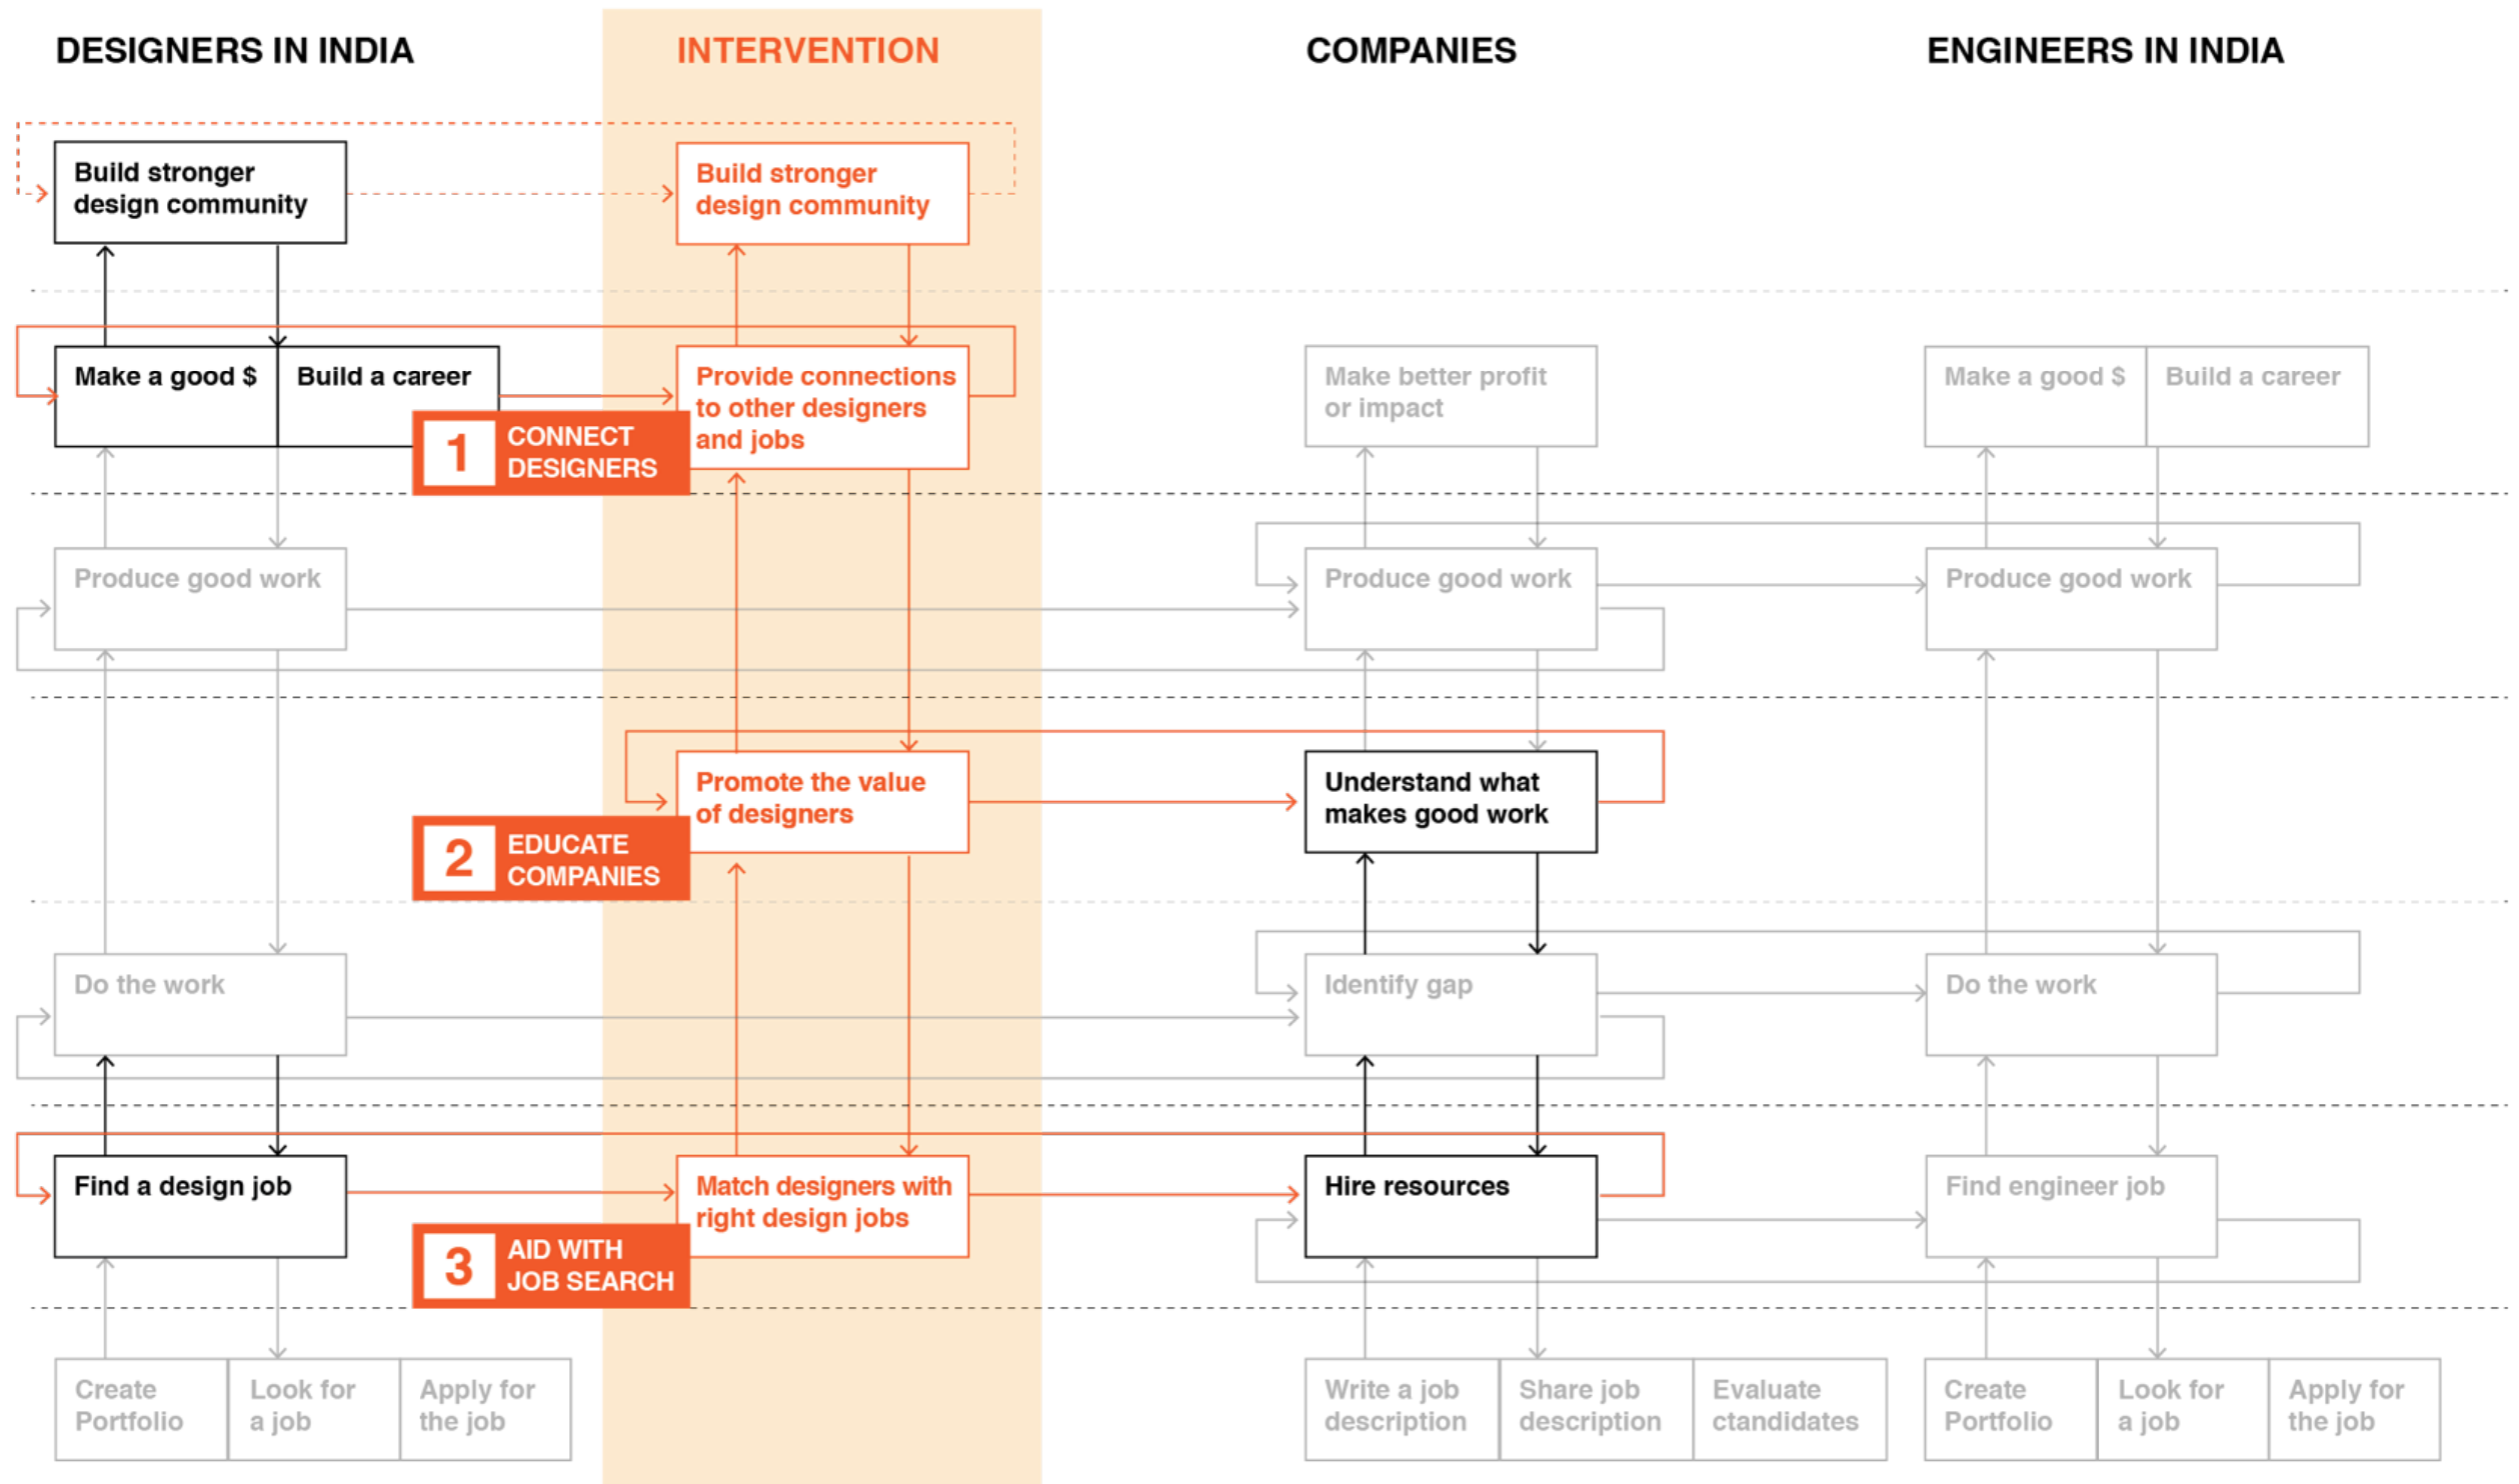 DESIGNERS IN INDIA
INTERVENTION
COMPANIES
ENGINEERS IN INDIA
Build stronger
design community
Build stronger
design community
Make a good $
Build a career
Provide connections
to other designers
and jobs
Make better profit
or impact
Make a good $
Build a career
1
CONNECT
DESIGNERS
Produce good work
Produce good work
Produce good work
Promote the value
of designers
Understand what
makes good work
2
EDUCATE
COMPANIES
Do the work
Identify gap
Do the work
Find a design job
Match designers with
right design jobs
Hire resources
Find engineer job
3
AID WITH
JOB SEARCH
Create
Portfolio
Look for
a job
Apply for
the job
Write a job
description
Share job
description
Evaluate
ctandidates
Create
Portfolio
Look for
a job
Apply for
the job